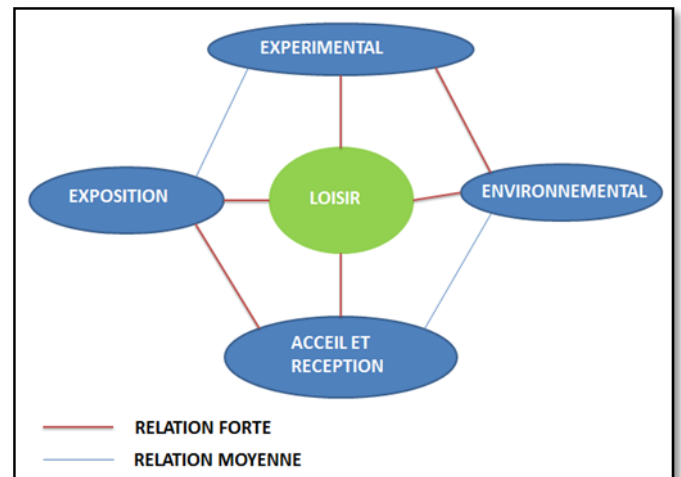 EXPERIMENTAL
EXPOSITION
LOISIR
ENVIRONNEMENTAL
ACCEIL ET
RECEPTION
RELATION FORTE
RELATION MOYENNE